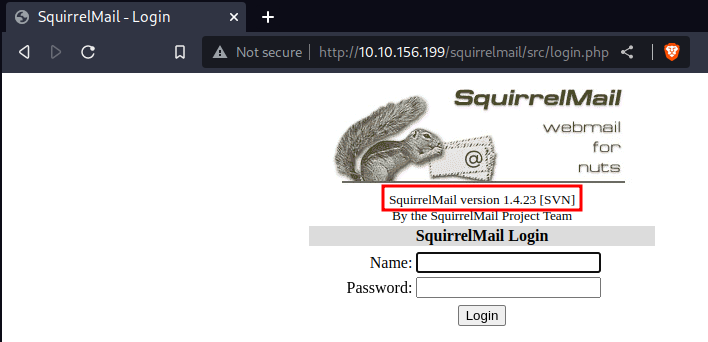 SquirrelMail - Login
Not secure http://10.10.156.199/squirrelmail/src/login.php
SquirrelMail
webmail
for
nuts
@
SquirrelMail version 1.4.23 [SVN]
By the SquirrelMail Project Team
SquirrelMail Login
Name:
Password:
Login